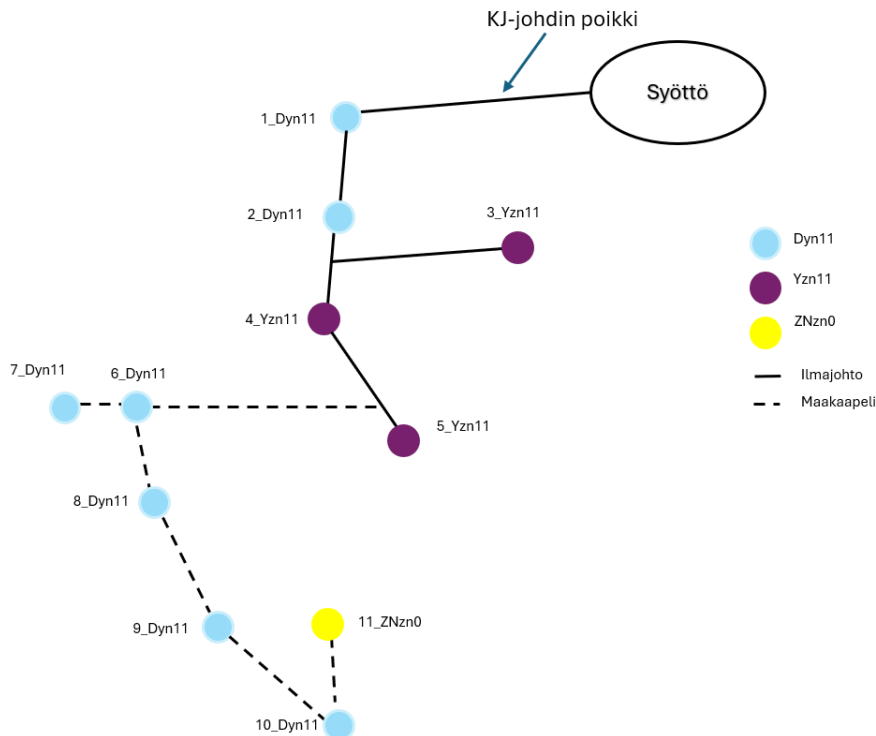 KJ-johdin poikki
Syöttö
1_Dyn11
2_Dyn11
3_Yzn11
Dyn11
Yzn11
4_Yzn11
ZNzn0
7_Dyn11
6_Dyn11
Ilmajohto
Maakaapeli
5_Yzn11
8_Dyn11
9_Dyn11
11_ZNzn0
10_Dyn11